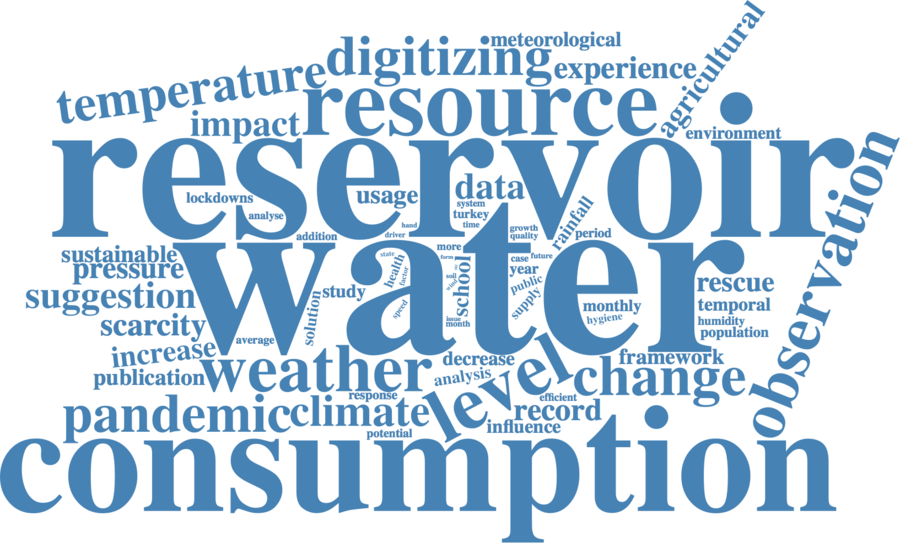 meteorological
digitizing
temperature
experience
agricultural
resource
impact
environment
reservoir
lockdowns
usage
data
analyse
system
turkey
time
hand
driver
addition
growth
quality
rainfall
period
observation
sustainable
pressure
suggestion
scarcity
water
more
state
form
health
factor
soil
wind
school
case
future
year
public
supply
rescue
temporal
humidity
population
monthly
hygiene
study
solution
speed
issue
month
average
increase
publication
weather
decrease
analysis
level
framework
change
response
efficient
pandemic
climate
record
influence
potential
consumption